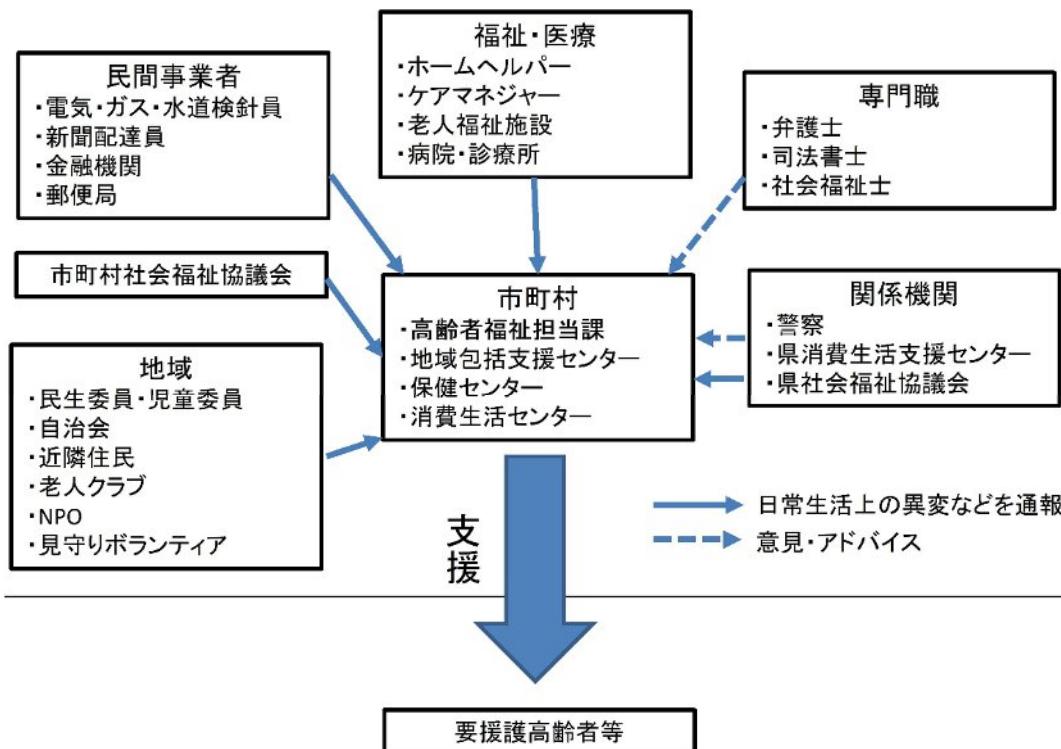 福祉・医療
・ホームヘルパー
・ケアマネジャー
・老人福祉施設
・病院・診療所
民間事業者
・電気・ガス・水道検針員
・新聞配達員
・金融機関
・郵便局
専門職
・弁護士
・司法書士
・社会福祉士
市町村社会福祉協議会
市町村
・高齢者福祉担当課
・地域包括支援センター
・保健センター
・消費生活センター
関係機関
・警察
・県消費生活支援センター
・県社会福祉協議会
地域
・民生委員・児童委員
・自治会
・近隣住民
・老人クラブ
・NPO
・見守りボランティア
日常生活上の異変などを通報
意見・アドバイス
支援
要援護高齢者等